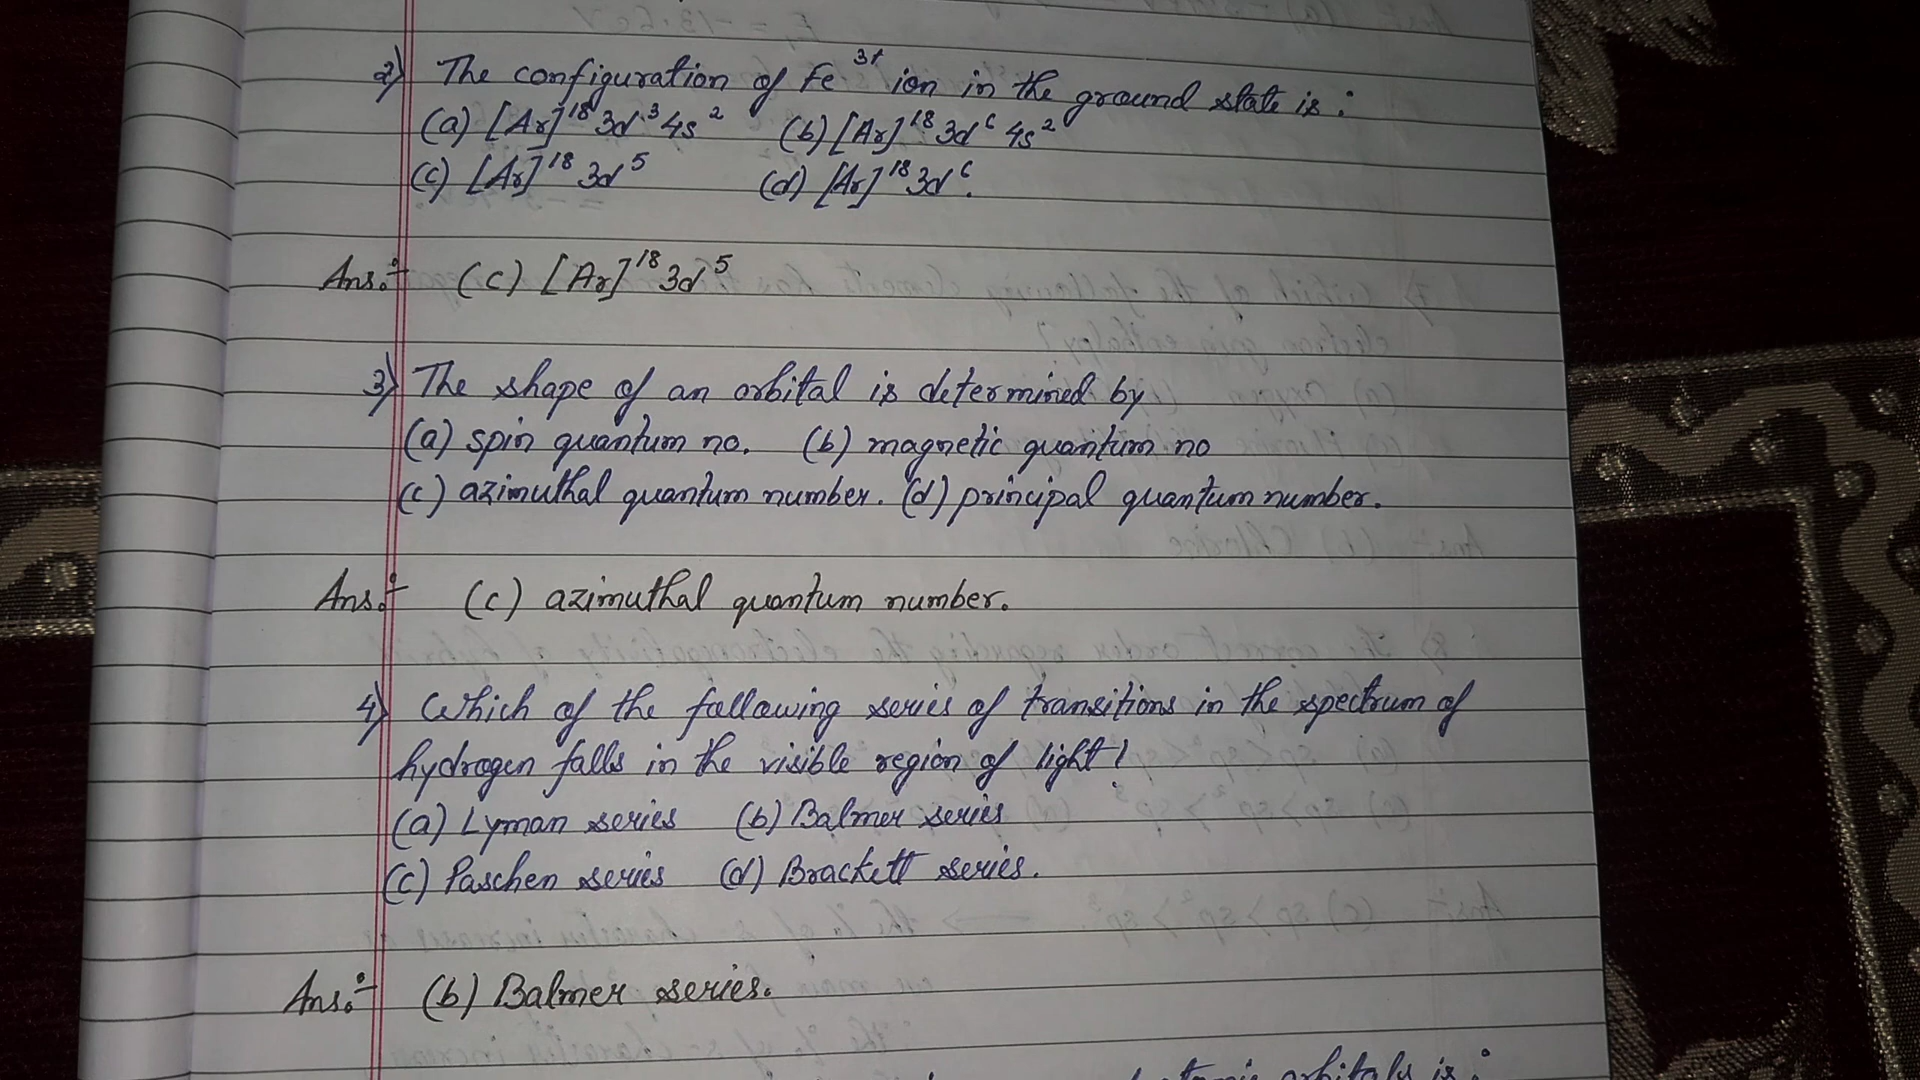 2) The configuration of Fe³⁺ ion in the ground state is :
(a) [Ar]¹⁸ 3d³ 4s² (b) [Ar]¹⁸ 3d⁶ 4s²
(c) [Ar]¹⁸ 3d⁵ (d) [Ar]¹⁸ 3d⁶.
Ans:- (c) [Ar]¹⁸ 3d⁵
3) The shape of an orbital is determined by
(a) spin quantum no. (b) magnetic quantum no
(c) azimuthal quantum number. (d) principal quantum number.
Ans:- (c) azimuthal quantum number.
4) Which of the following series of transitions in the spectrum of
hydrogen falls in the visible region of light?
(a) Lyman series (b) Balmer series
(c) Paschen series (d) Brackett series.
Ans:- (b) Balmer series.
orbitals is :